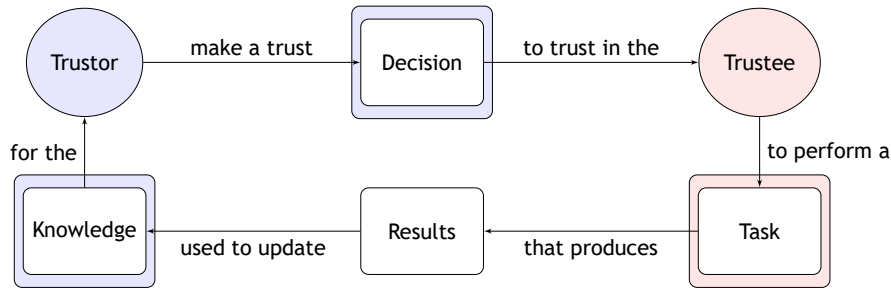 Trustor
make a trust
Decision
to trust in the
Trustee
for the
to perform a
Knowledge
used to update
Results
that produces
Task